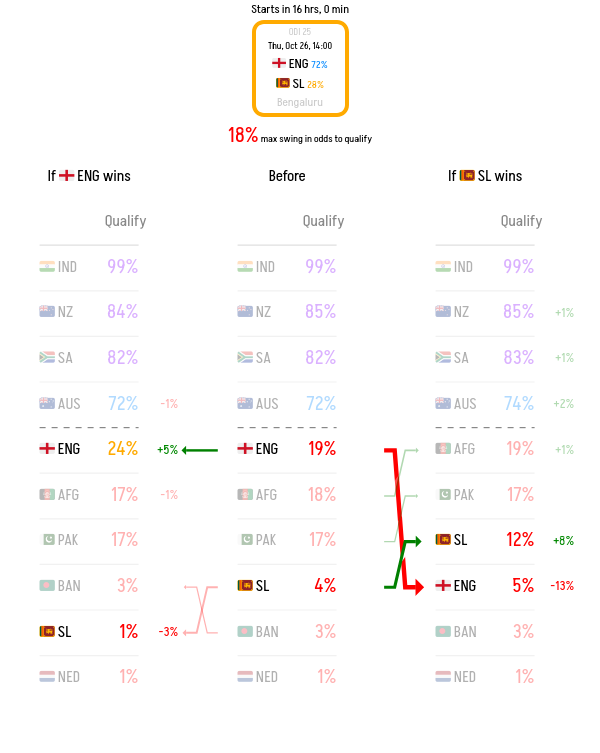 Starts in 16 hrs, 0 min
ODI 25
Thu, Oct 26, 14:00
ENG 72%
SL 28%
Bengaluru
18% max swing in odds to qualify
If ENG wins
Qualify
IND 99%
NZ 84%
SA 82%
AUS 72% -1%
ENG 24% +5%
AFG 17% -1%
PAK 17%
BAN 3%
SL 1% -3%
NED 1%
Before
Qualify
IND 99%
NZ 85%
SA 82%
AUS 72%
ENG 19%
AFG 18%
PAK 17%
SL 4%
BAN 3%
NED 1%
If SL wins
Qualify
IND 99%
NZ 85% +1%
SA 83% +1%
AUS 74% +2%
AFG 19% +1%
PAK 17%
SL 12% +8%
ENG 5% -13%
BAN 3%
NED 1%